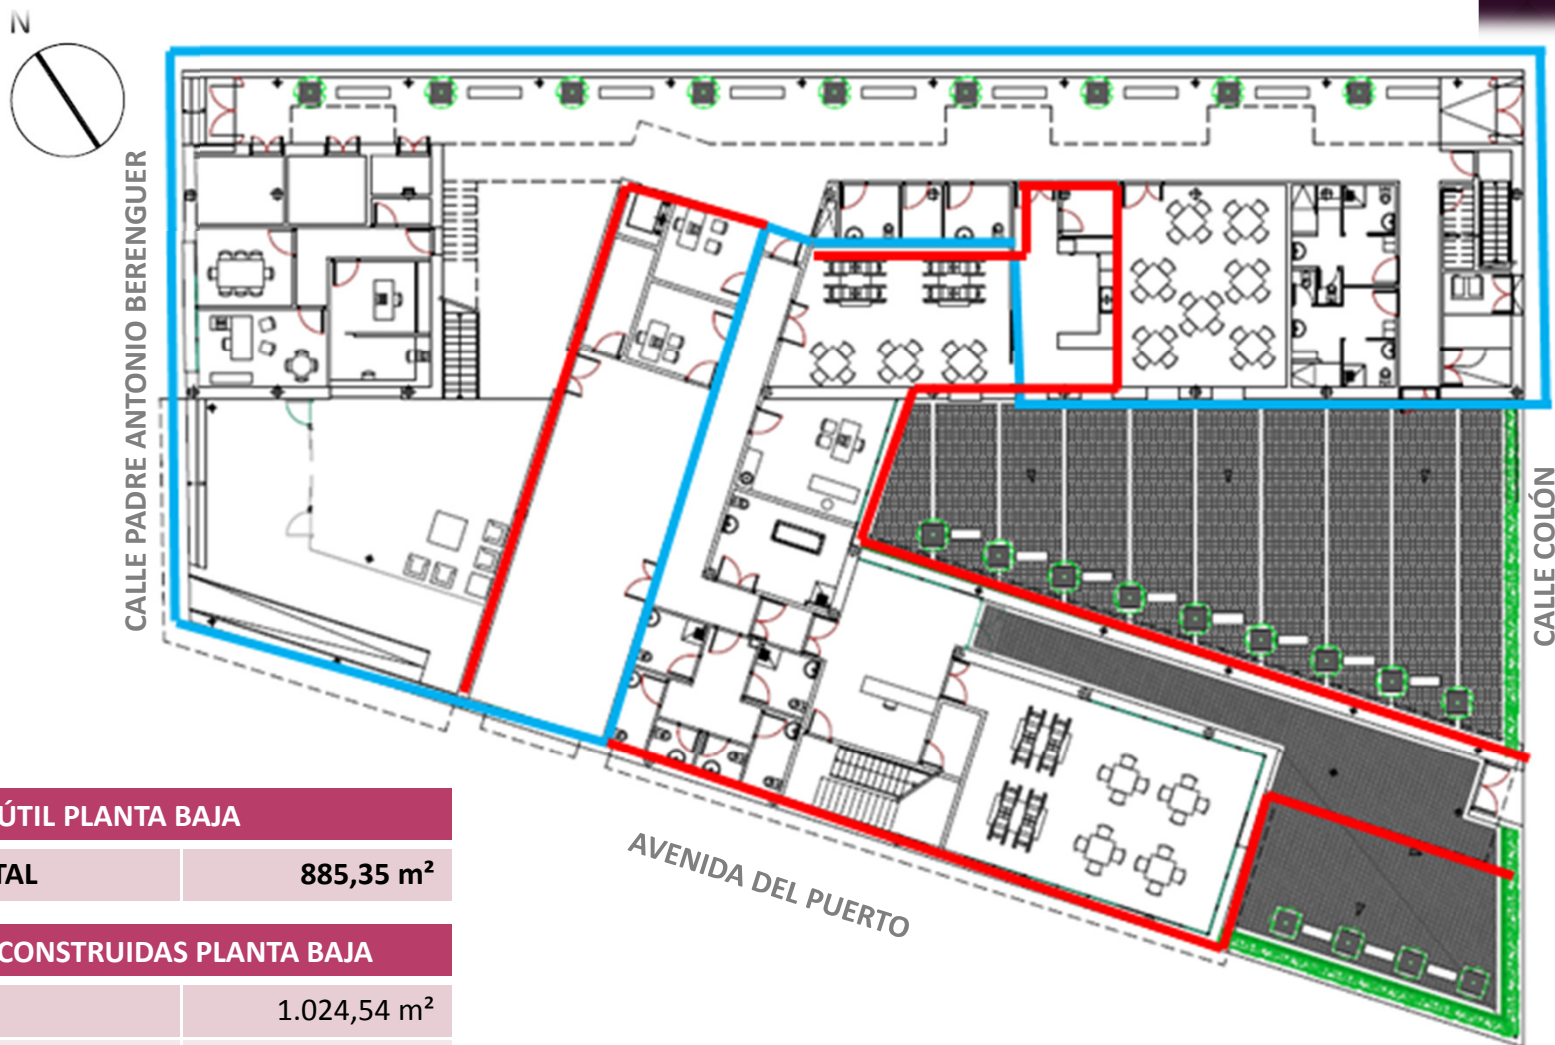 N
CALLE PADRE ANTONIO BERENGUER
CALLE COLÓN
AVENIDA DEL PUERTO
ÚTIL PLANTA BAJA
TAL 885,35 m²
CONSTRUIDAS PLANTA BAJA
1.024,54 m²